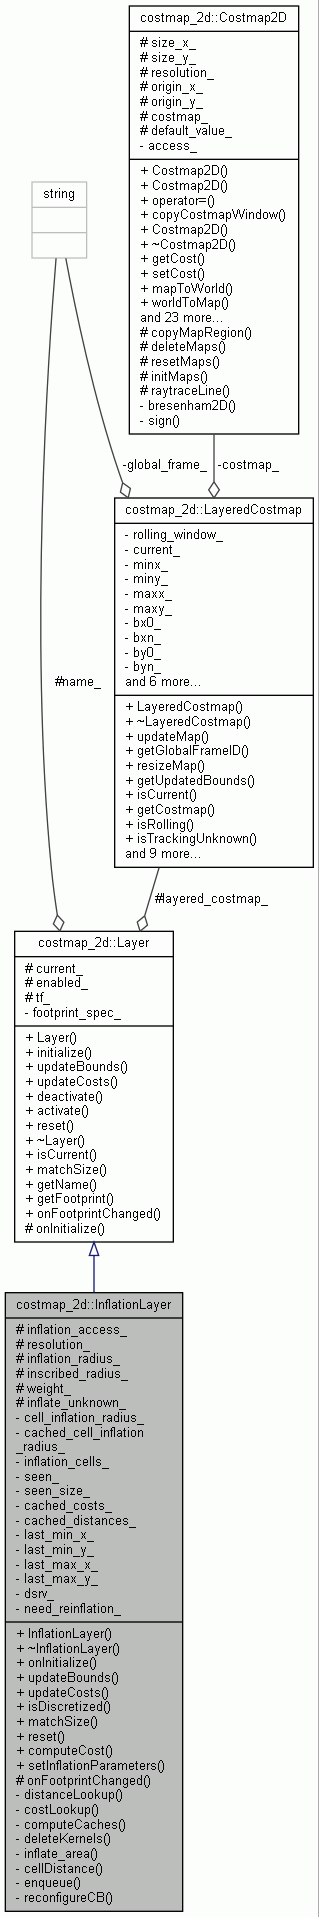 costmap_2d::Costmap2D
# size_x_
# size_y_
# resolution_
# origin_x_
# origin_y_
# costmap_
# default_value_
- access_
+ Costmap2D()
+ Costmap2D()
+ operator=()
+ copyCostmapWindow()
+ Costmap2D()
+ ~Costmap2D()
+ getCost()
+ setCost()
+ mapToWorld()
+ worldToMap()
and 23 more...
# copyMapRegion()
# deleteMaps()
# resetMaps()
# initMaps()
# raytraceLine()
- bresenham2D()
- sign()
string
-global_frame_
-costmap_
costmap_2d::LayeredCostmap
- rolling_window_
- current_
- minx_
- miny_
- maxx_
- maxy_
- bx0_
- bxn_
- by0_
- byn_
and 6 more...
+ LayeredCostmap()
+ ~LayeredCostmap()
+ updateMap()
+ getGlobalFrameID()
+ resizeMap()
+ getUpdatedBounds()
+ isCurrent()
+ getCostmap()
+ isRolling()
+ isTrackingUnknown()
and 9 more...
#name_
#layered_costmap_
costmap_2d::Layer
# current_
# enabled_
# tf_
- footprint_spec_
+ Layer()
+ initialize()
+ updateBounds()
+ updateCosts()
+ deactivate()
+ activate()
+ reset()
+ ~Layer()
+ isCurrent()
+ matchSize()
+ getName()
+ getFootprint()
+ onFootprintChanged()
# onInitialize()
costmap_2d::InflationLayer
# inflation_access_
# resolution_
# inflation_radius_
# inscribed_radius_
# weight_
# inflate_unknown_
- cell_inflation_radius_
- cached_cell_inflation
_radius_
- inflation_cells_
- seen_
- seen_size_
- cached_costs_
- cached_distances_
- last_min_x_
- last_min_y_
- last_max_x_
- last_max_y_
- dsrv_
- need_reinflation_
+ InflationLayer()
+ ~InflationLayer()
+ onInitialize()
+ updateBounds()
+ updateCosts()
+ isDiscretized()
+ matchSize()
+ reset()
+ computeCost()
+ setInflationParameters()
# onFootprintChanged()
- distanceLookup()
- costLookup()
- computeCaches()
- deleteKernels()
- inflate_area()
- cellDistance()
- enqueue()
- reconfigureCB()